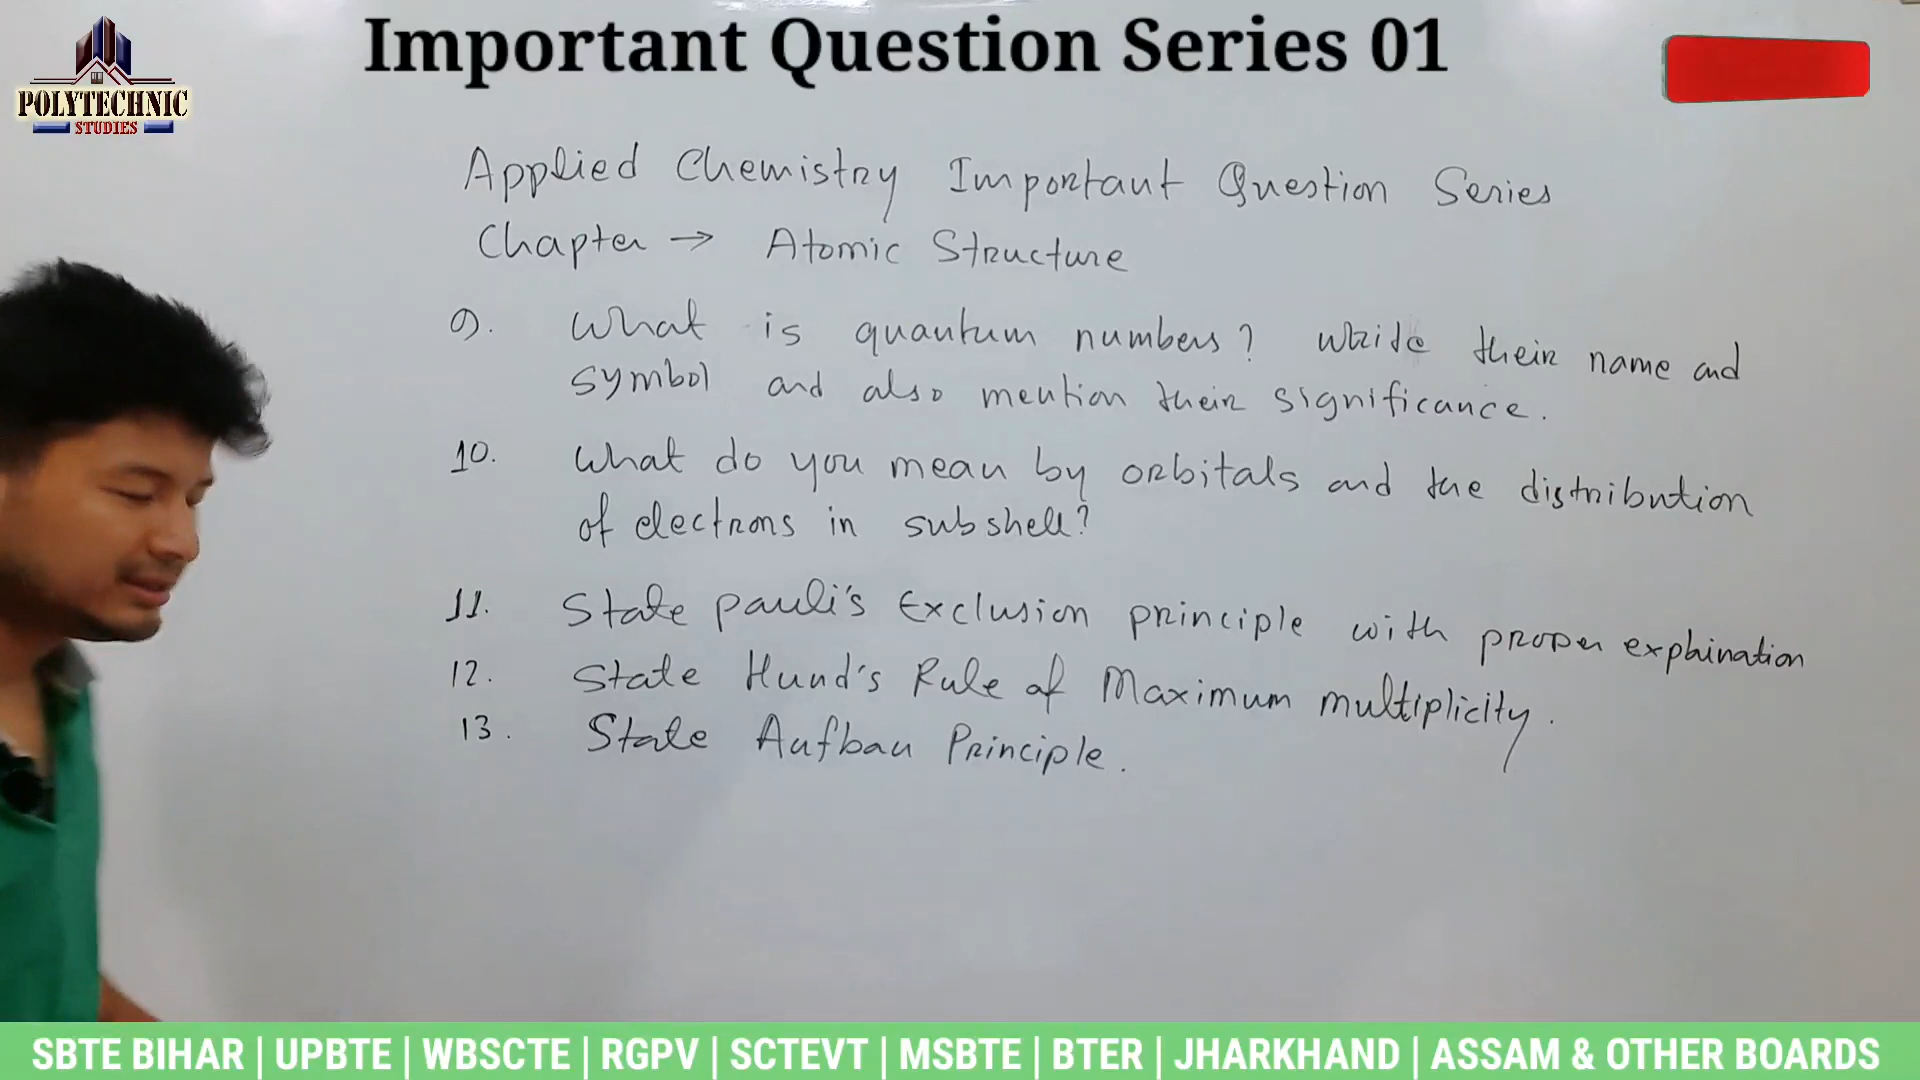 Important Question Series 01
POLYTECHNIC
STUDIES
Applied Chemistry Important Question Series
Chapter → Atomic Structure
9. What is quantum numbers? Write their name and
symbol and also mention their significance.
10. What do you mean by orbitals and the distribution
of electrons in subshell?
11. State pauli's Exclusion principle with proper explaination
12. State Hund's Rule of Maximum multiplicity.
13. State Aufbau Principle.
SBTE BIHAR | UPBTE | WBSCTE | RGPV | SCTEVT | MSBTE | BTER | JHARKHAND | ASSAM & OTHER BOARDS